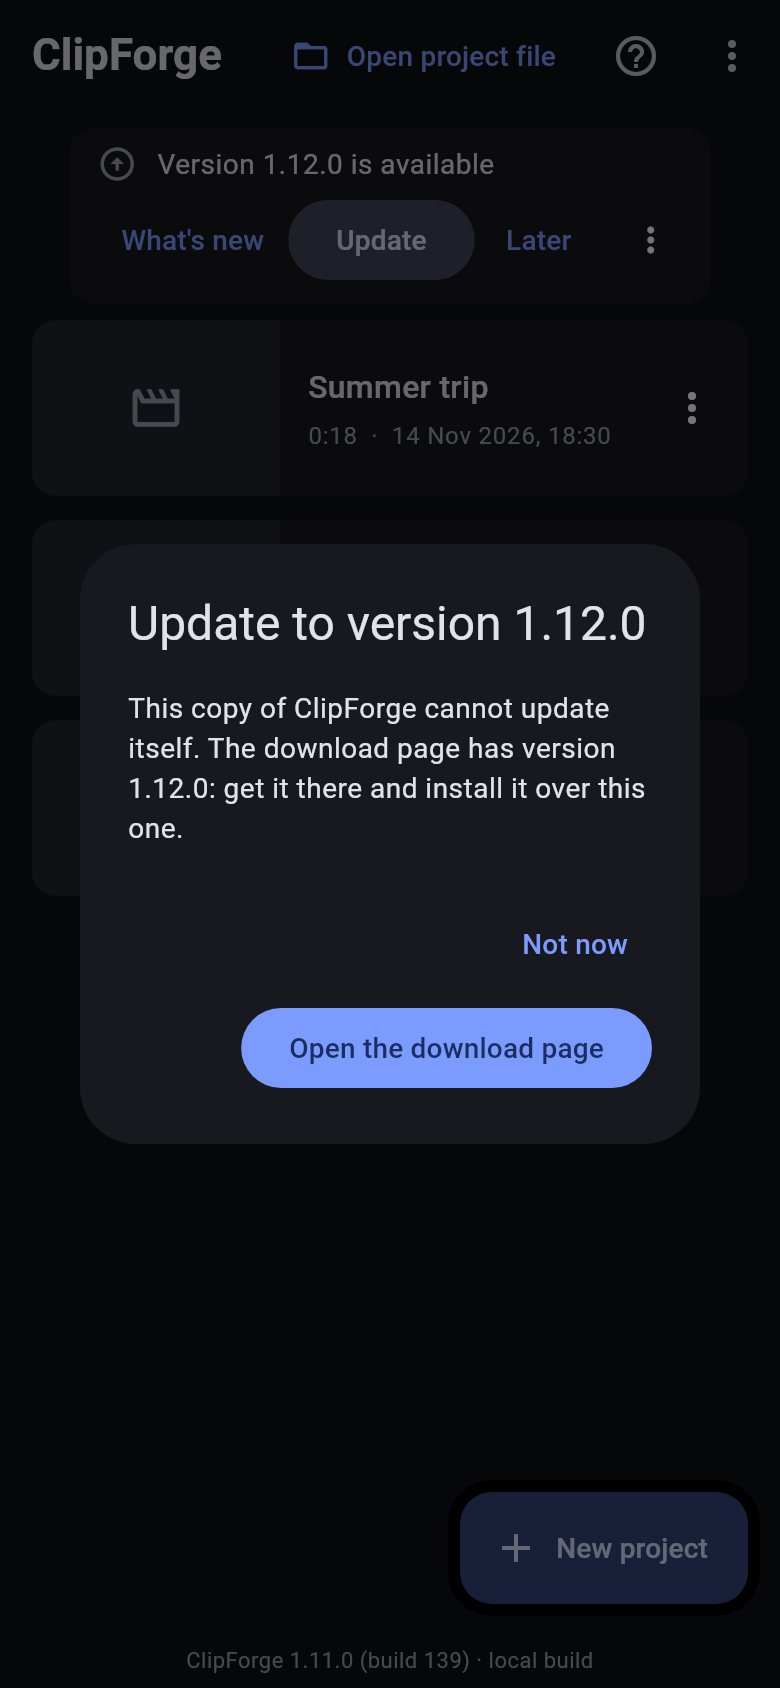 ClipForge
Open project file
Version 1.12.0 is available
What's new
Update
Later
Summer trip
0:18 · 14 Nov 2026, 18:30
Update to version 1.12.0
This copy of ClipForge cannot update
itself. The download page has version
1.12.0: get it there and install it over this
one.
Not now
Open the download page
New project
ClipForge 1.11.0 (build 139) · local build